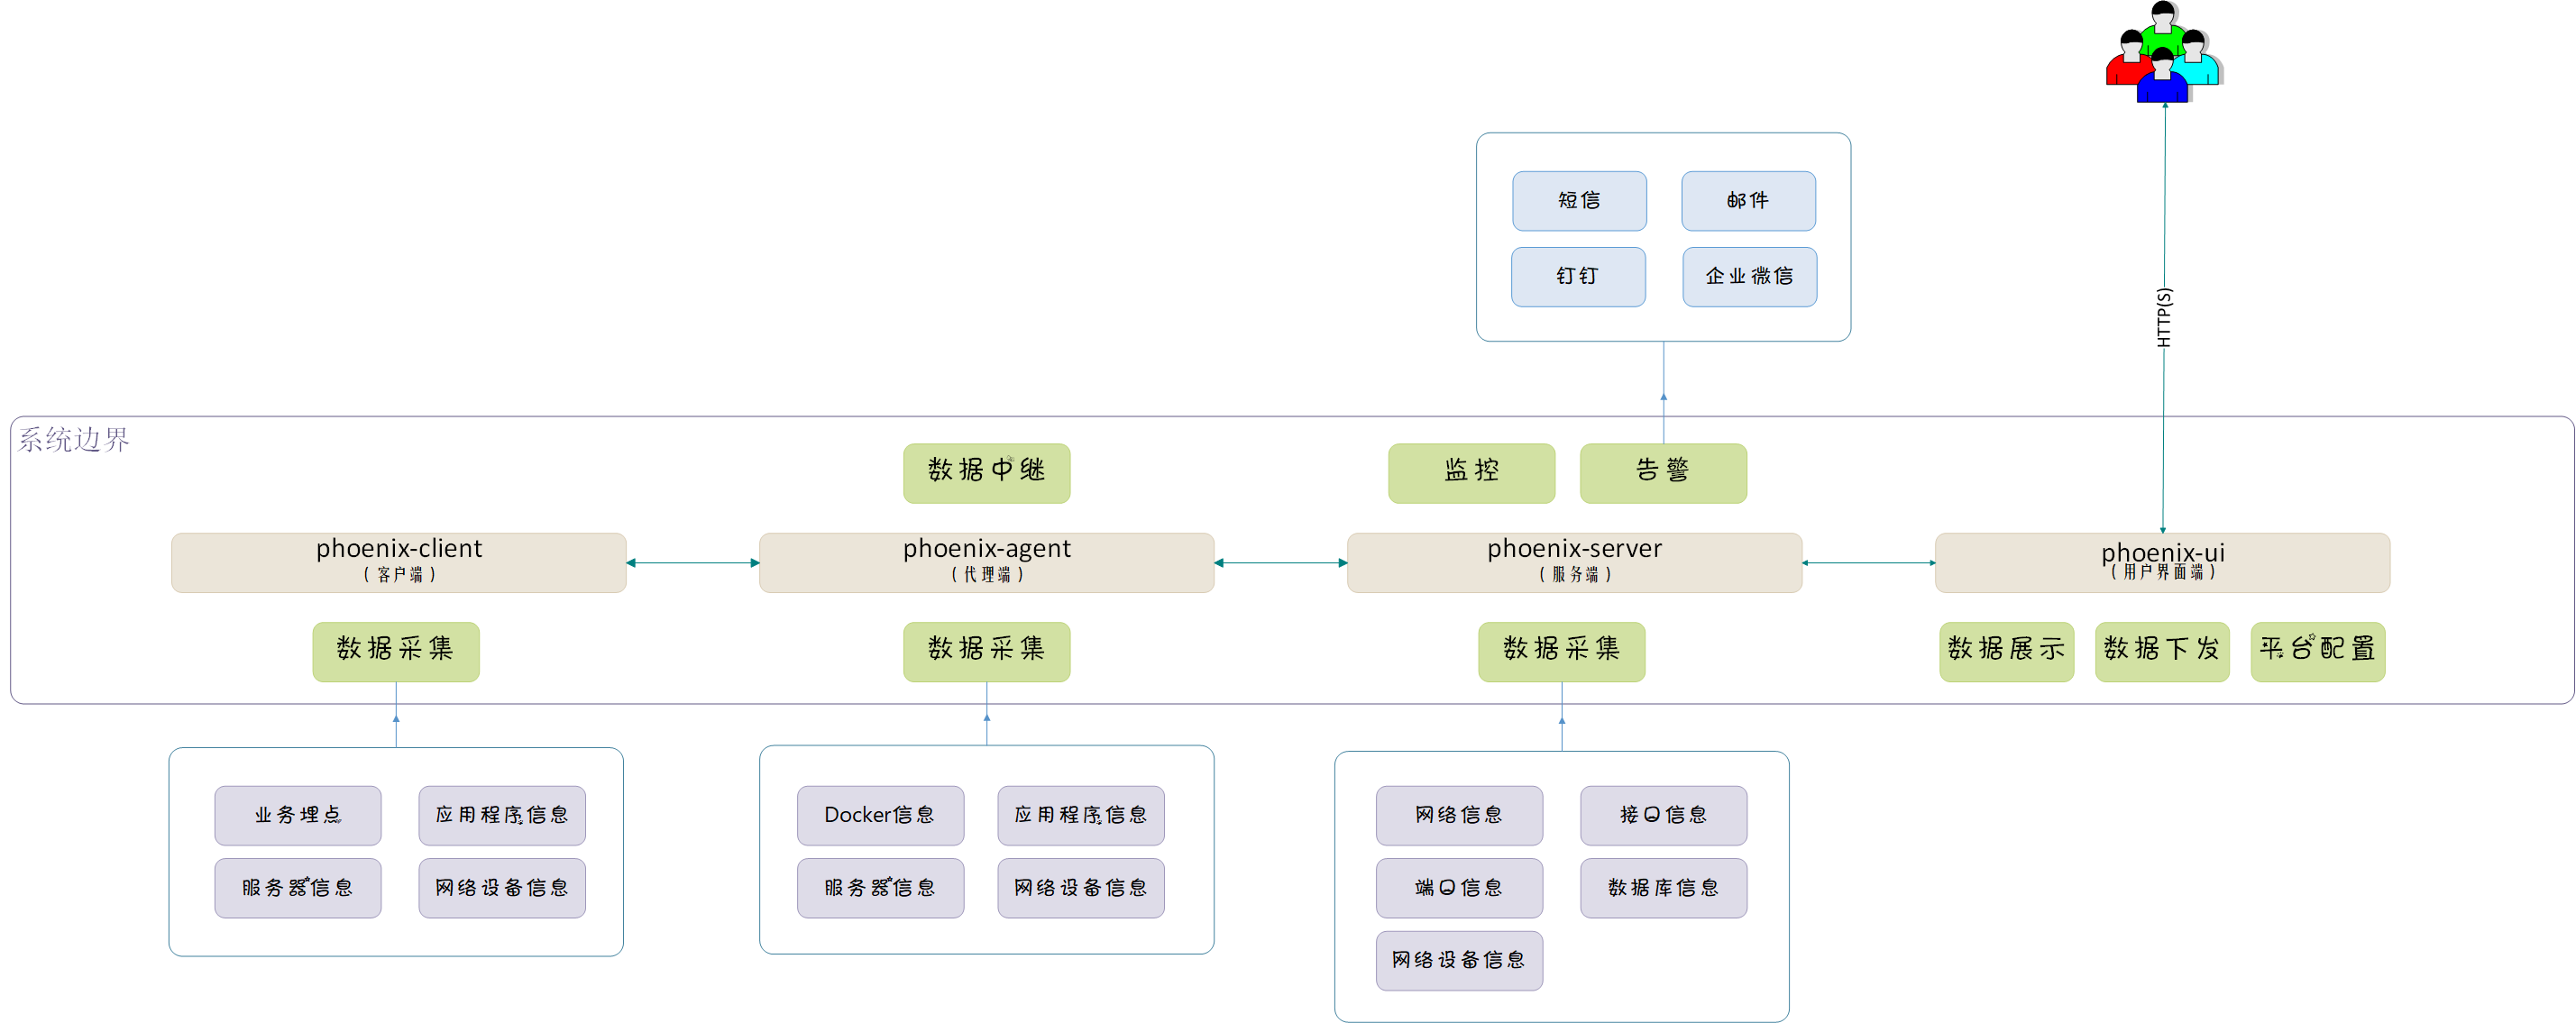 短信
邮件
钉钉
企业微信
HTTP(S)
系统边界
数据中继
监控
告警
phoenix-client
(客户端)
phoenix-agent
(代理端)
phoenix-server
(服务端)
phoenix-ui
(用户界面端)
数据采集
数据采集
数据采集
数据展示
数据下发
平台配置
业务埋点
应用程序信息
服务器信息
网络设备信息
Docker信息
应用程序信息
服务器信息
网络设备信息
网络信息
接口信息
端口信息
数据库信息
网络设备信息